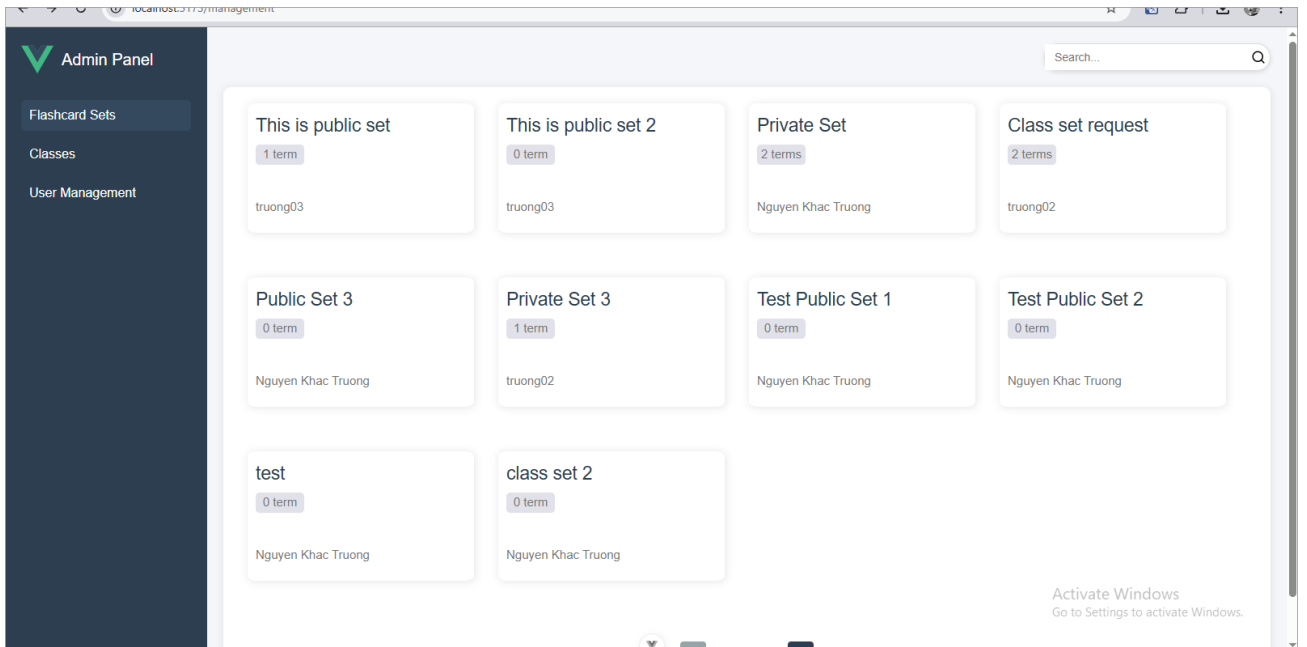 localhost:5173/management
Admin Panel
Search...
Flashcard Sets
Classes
User Management
This is public set
1 term
truong03
This is public set 2
0 term
truong03
Private Set
2 terms
Nguyen Khac Truong
Class set request
2 terms
truong02
Public Set 3
0 term
Nguyen Khac Truong
Private Set 3
1 term
truong02
Test Public Set 1
0 term
Nguyen Khac Truong
Test Public Set 2
0 term
Nguyen Khac Truong
test
0 term
Nguyen Khac Truong
class set 2
0 term
Nguyen Khac Truong
Activate Windows
Go to Settings to activate Windows.